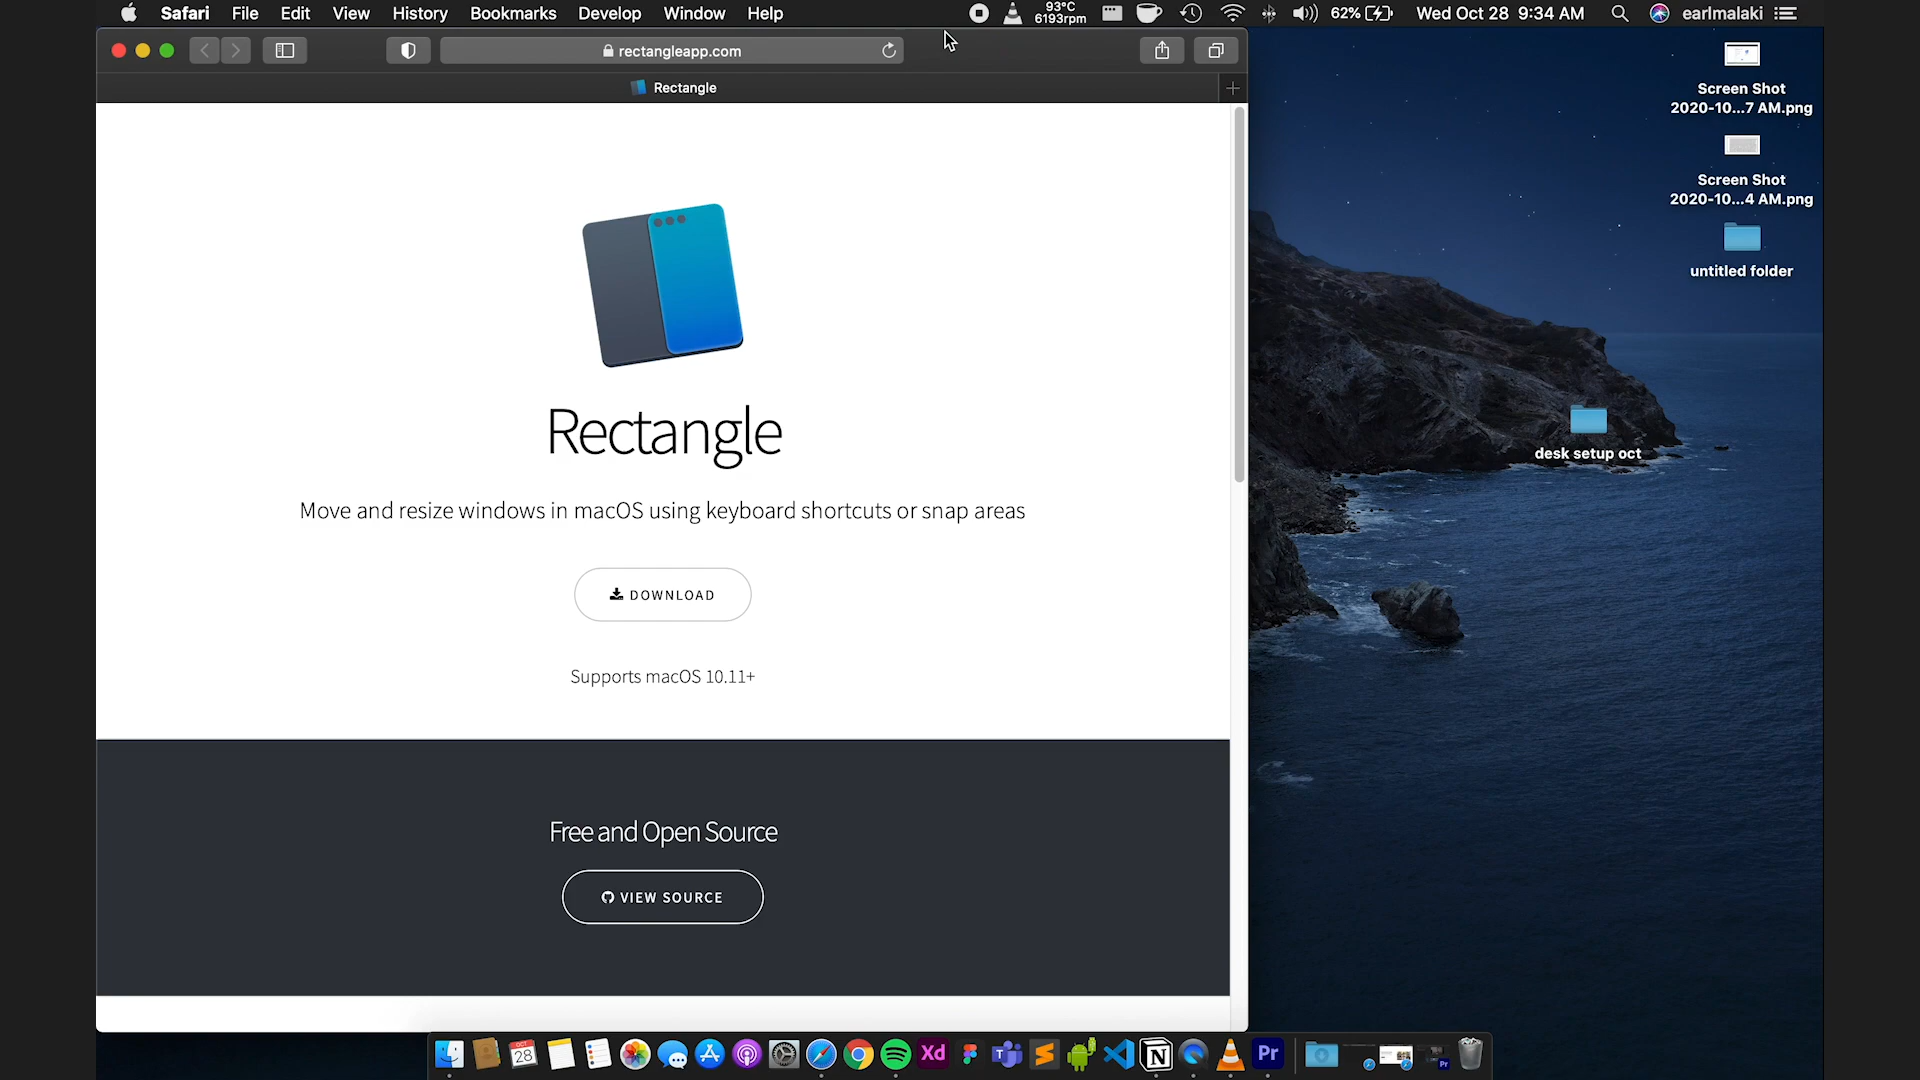 Safari File Edit View History Bookmarks Develop Window Help
93°C
6193rpm
62%
Wed Oct 28 9:34 AM
earlmalaki
rectangleapp.com
Rectangle
Rectangle
Move and resize windows in macOS using keyboard shortcuts or snap areas
DOWNLOAD
Supports macOS 10.11+
Free and Open Source
VIEW SOURCE
Screen Shot
2020-10...7 AM.png
Screen Shot
2020-10...4 AM.png
untitled folder
desk setup oct
OCT
28
Xd
N
Pr
Pr